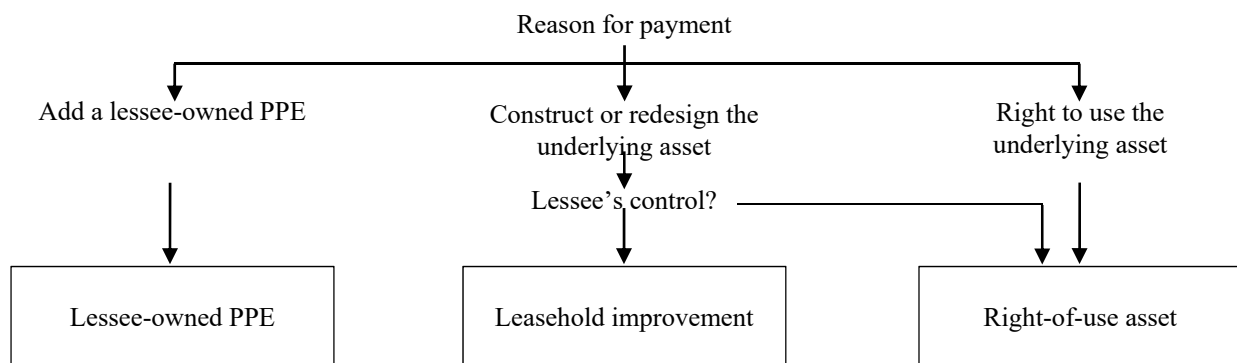 Reason for payment
Add a lessee-owned PPE
Construct or redesign the
underlying asset
Right to use the
underlying asset
Lessee’s control?
Lessee-owned PPE
Leasehold improvement
Right-of-use asset